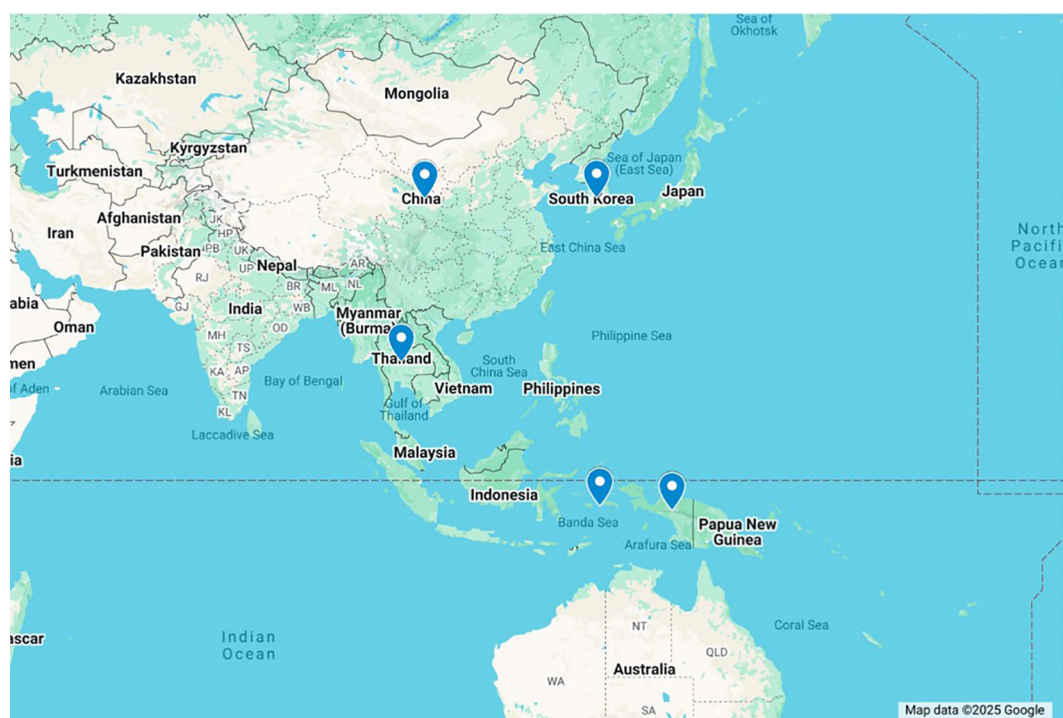 Sea of
Okhotsk
Kazakhstan
Mongolia
Kyrgyzstan
Sea of Japan
(East Sea)
Turkmenistan
China
South Korea
Japan
Afghanistan
JK
HP
Iran
PB
UK
Pakistan
East China Sea
North
Pacific
Ocean
UP
Nepal
AR
RJ
BR
ML
NL
abia
GJ
India
WB
Myanmar
(Burma)
Oman
OD
MH
TS
Philippine Sea
men
Thailand
KA
AP
South
China Sea
of Aden
Arabian Sea
Bay of Bengal
Vietnam
Philippines
TN
KL
Gulf of
Thailand
Laccadive Sea
Malaysia
ia
Indonesia
Banda Sea
Papua New
Guinea
Arafura Sea
Coral Sea
NT
ascar
Indian
Ocean
QLD
Australia
WA
SA
Map data ©2025 Google